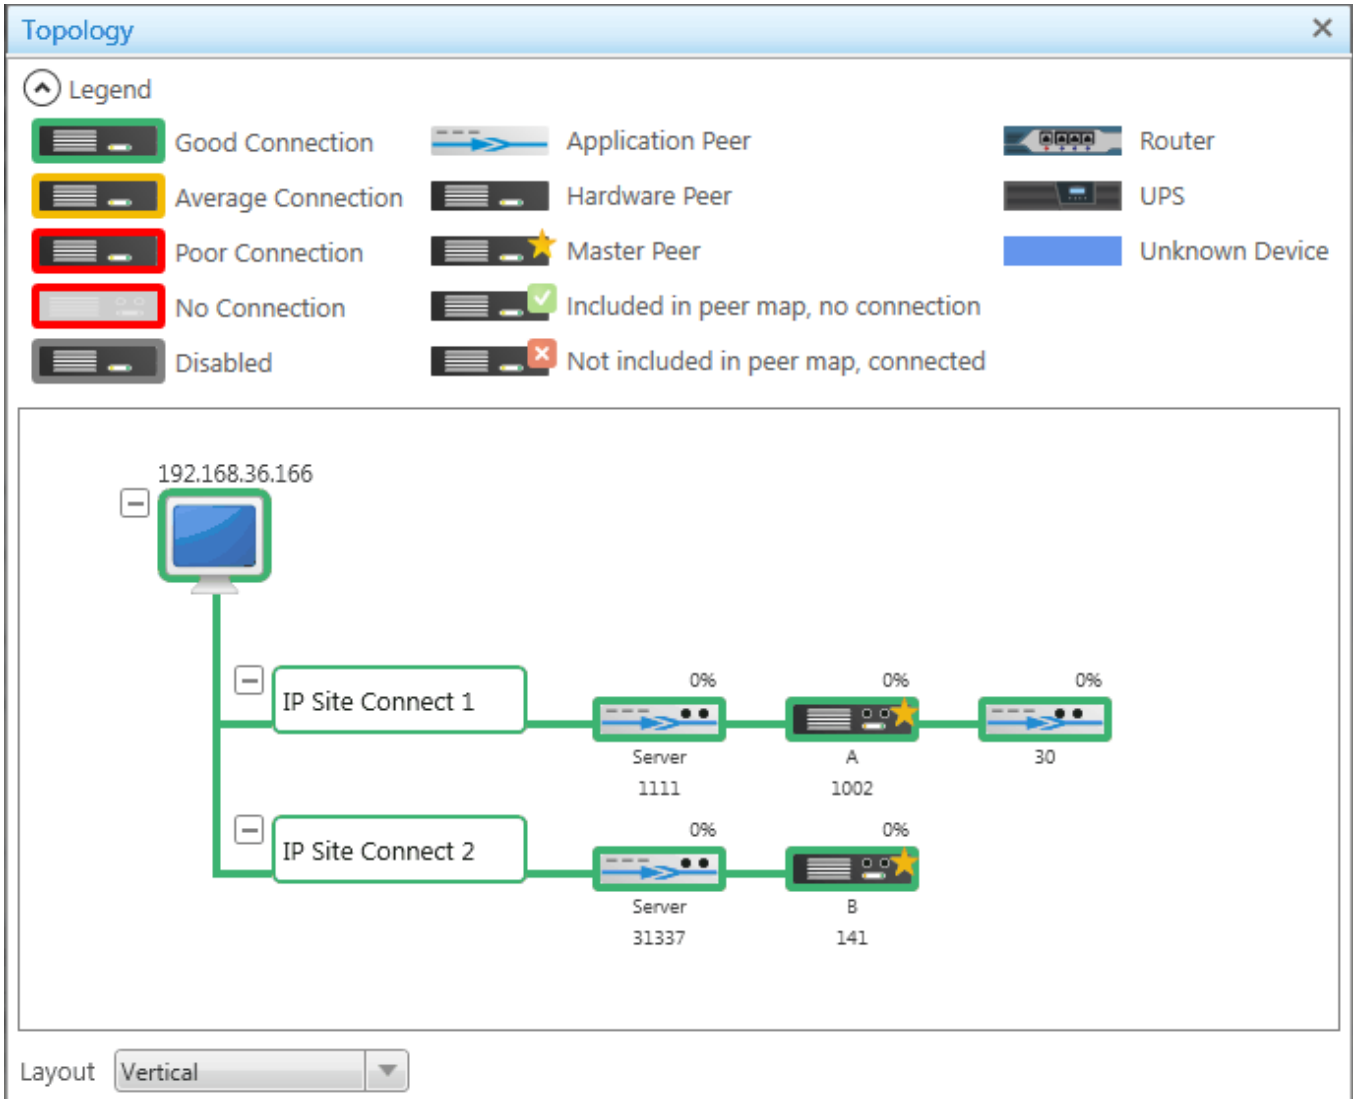 Topology
Legend
Good Connection
Application Peer
Router
Average Connection
Hardware Peer
UPS
Poor Connection
Master Peer
Unknown Device
No Connection
Included in peer map, no connection
Disabled
Not included in peer map, connected
192.168.36.166
IP Site Connect 1
0%
0%
0%
Server
A
30
1111
1002
IP Site Connect 2
0%
0%
Server
B
31337
141
Layout
Vertical